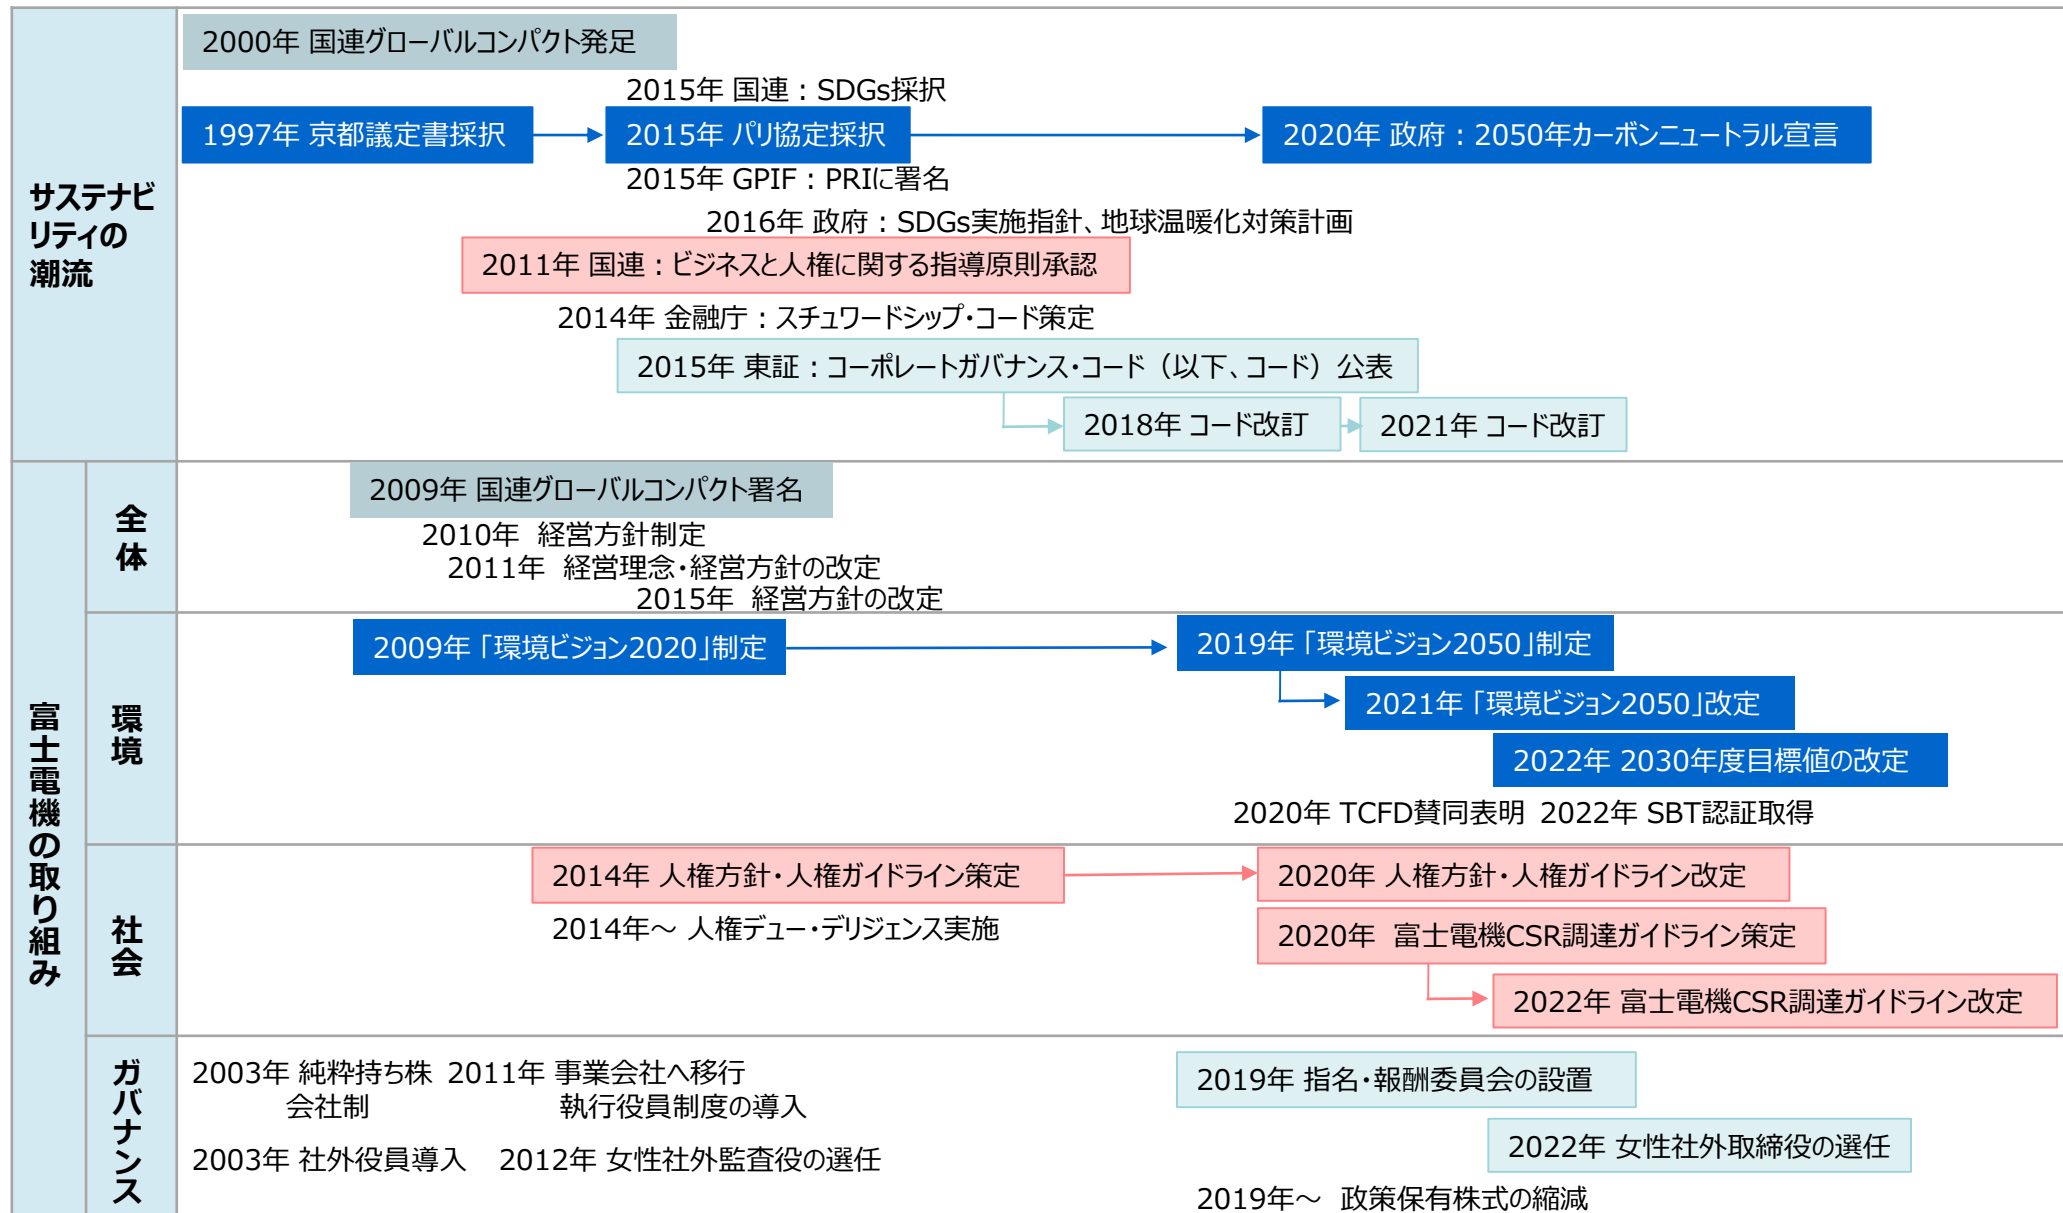 サステナビ
リティの
潮流
2000年 国連グローバルコンパクト発足
2015年 国連：SDGs採択
1997年 京都議定書採択
2015年 パリ協定採択
2020年 政府：2050年カーボンニュートラル宣言
2015年 GPIF：PRIに署名
2016年 政府：SDGs実施指針、地球温暖化対策計画
2011年 国連：ビジネスと人権に関する指導原則承認
2014年 金融庁：スチュワードシップ・コード策定
2015年 東証：コーポレートガバナンス・コード（以下、コード）公表
2018年 コード改訂
2021年 コード改訂
富士電機の取り組み
全体
2009年 国連グローバルコンパクト署名
2010年 経営方針制定
2011年 経営理念・経営方針の改定
2015年 経営方針の改定
環境
2009年 「環境ビジョン2020」制定
2019年 「環境ビジョン2050」制定
2021年 「環境ビジョン2050」改定
2022年 2030年度目標値の改定
2020年 TCFD賛同表明 2022年 SBT認証取得
社会
2014年 人権方針・人権ガイドライン策定
2020年 人権方針・人権ガイドライン改定
2014年～ 人権デュー・デリジェンス実施
2020年 富士電機CSR調達ガイドライン策定
2022年 富士電機CSR調達ガイドライン改定
ガバナンス
2003年 純粋持ち株
会社制
2011年 事業会社へ移行
執行役員制度の導入
2019年 指名・報酬委員会の設置
2003年 社外役員導入
2012年 女性社外監査役の選任
2022年 女性社外取締役の選任
2019年～ 政策保有株式の縮減